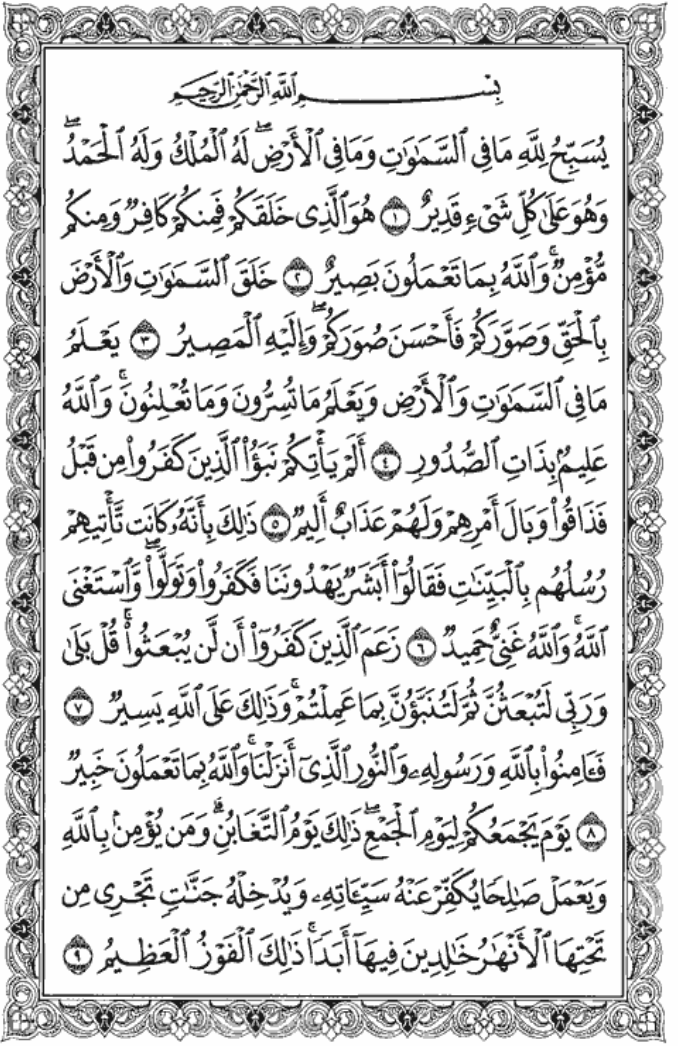 بِسْمِ ٱللَّهِ ٱلرَّحْمَٰنِ ٱلرَّحِيمِ
يُسَبِّحُ لِلَّهِ مَا فِي ٱلسَّمَٰوَٰتِ وَمَا فِي ٱلْأَرْضِۖ لَهُ ٱلْمُلْكُ وَلَهُ ٱلْحَمْدُۖ
وَهُوَ عَلَىٰ كُلِّ شَيْءٍ قَدِيرٌ ١ هُوَ ٱلَّذِي خَلَقَكُمْ فَمِنكُمْ كَافِرٌ وَمِنكُم
مُّؤْمِنٌۚ وَٱللَّهُ بِمَا تَعْمَلُونَ بَصِيرٌ ٢ خَلَقَ ٱلسَّمَٰوَٰتِ وَٱلْأَرْضَ
بِٱلْحَقِّ وَصَوَّرَكُمْ فَأَحْسَنَ صُوَرَكُمْۖ وَإِلَيْهِ ٱلْمَصِيرُ ٣ يَعْلَمُ
مَا فِي ٱلسَّمَٰوَٰتِ وَٱلْأَرْضِ وَيَعْلَمُ مَا تُسِرُّونَ وَمَا تُعْلِنُونَۚ وَٱللَّهُ
عَلِيمُۢ بِذَاتِ ٱلصُّدُورِ ٤ أَلَمْ يَأْتِكُمْ نَبَؤُاْ ٱلَّذِينَ كَفَرُواْ مِن قَبْلُ
فَذَاقُواْ وَبَالَ أَمْرِهِمْ وَلَهُمْ عَذَابٌ أَلِيمٌ ٥ ذَٰلِكَ بِأَنَّهُۥ كَانَت تَّأْتِيهِمْ
رُسُلُهُم بِٱلْبَيِّنَٰتِ فَقَالُوٓاْ أَبَشَرٌ يَهْدُونَنَا فَكَفَرُواْ وَتَوَلَّواْۖ وَّٱسْتَغْنَى
ٱللَّهُۚ وَٱللَّهُ غَنِيٌّ حَمِيدٌ ٦ زَعَمَ ٱلَّذِينَ كَفَرُوٓاْ أَن لَّن يُبْعَثُواْۚ قُلْ بَلَىٰ
وَرَبِّي لَتُبْعَثُنَّ ثُمَّ لَتُنَبَّؤُنَّ بِمَا عَمِلْتُمْۚ وَذَٰلِكَ عَلَى ٱللَّهِ يَسِيرٌ ٧
فَـَٔامِنُواْ بِٱللَّهِ وَرَسُولِهِۦ وَٱلنُّورِ ٱلَّذِيٓ أَنزَلْنَاۚ وَٱللَّهُ بِمَا تَعْمَلُونَ خَبِيرٌ
٨ يَوْمَ يَجْمَعُكُمْ لِيَوْمِ ٱلْجَمْعِۖ ذَٰلِكَ يَوْمُ ٱلتَّغَابُنِۗ وَمَن يُؤْمِنۢ بِٱللَّهِ
وَيَعْمَلْ صَٰلِحًا يُكَفِّرْ عَنْهُ سَيِّـَٔاتِهِۦ وَيُدْخِلْهُ جَنَّٰتٍ تَجْرِي مِن
تَحْتِهَا ٱلْأَنْهَٰرُ خَٰلِدِينَ فِيهَآ أَبَدًاۚ ذَٰلِكَ ٱلْفَوْزُ ٱلْعَظِيمُ ٩